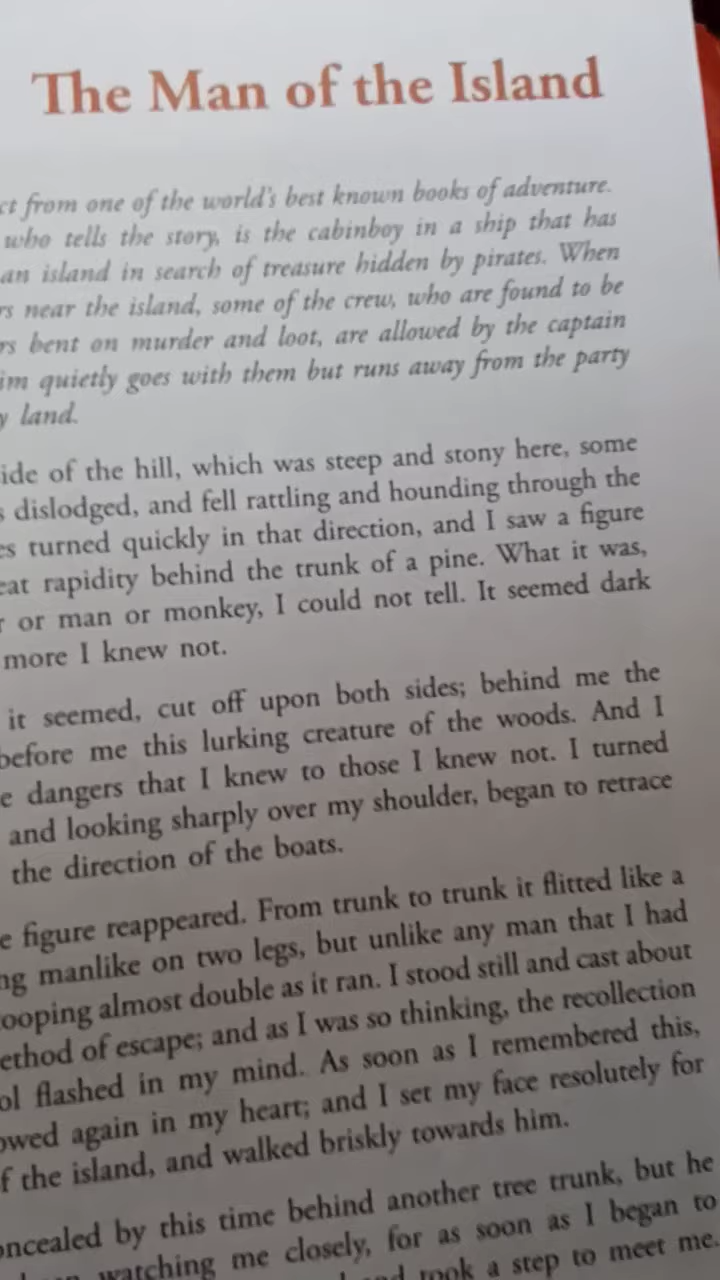 The Man of the Island
ct from one of the world's best known books of adventure.
who tells the story, is the cabinboy in a ship that has
an island in search of treasure hidden by pirates. When
rs near the island, some of the crew, who are found to be
rs bent on murder and loot, are allowed by the captain
im quietly goes with them but runs away from the party
y land.
ide of the hill, which was steep and stony here, some
s dislodged, and fell rattling and hounding through the
es turned quickly in that direction, and I saw a figure
eat rapidity behind the trunk of a pine. What it was,
r or man or monkey, I could not tell. It seemed dark
more I knew not.
it seemed, cut off upon both sides; behind me the
before me this lurking creature of the woods. And I
e dangers that I knew to those I knew not. I turned
and looking sharply over my shoulder, began to retrace
the direction of the boats.
e figure reappeared. From trunk to trunk it flitted like a
ng manlike on two legs, but unlike any man that I had
ooping almost double as it ran. I stood still and cast about
ethod of escape; and as I was so thinking, the recollection
ol flashed in my mind. As soon as I remembered this,
owed again in my heart; and I set my face resolutely for
f the island, and walked briskly towards him.
oncealed by this time behind another tree trunk, but he
watching me closely, for as soon as I began to
took a step to meet me.